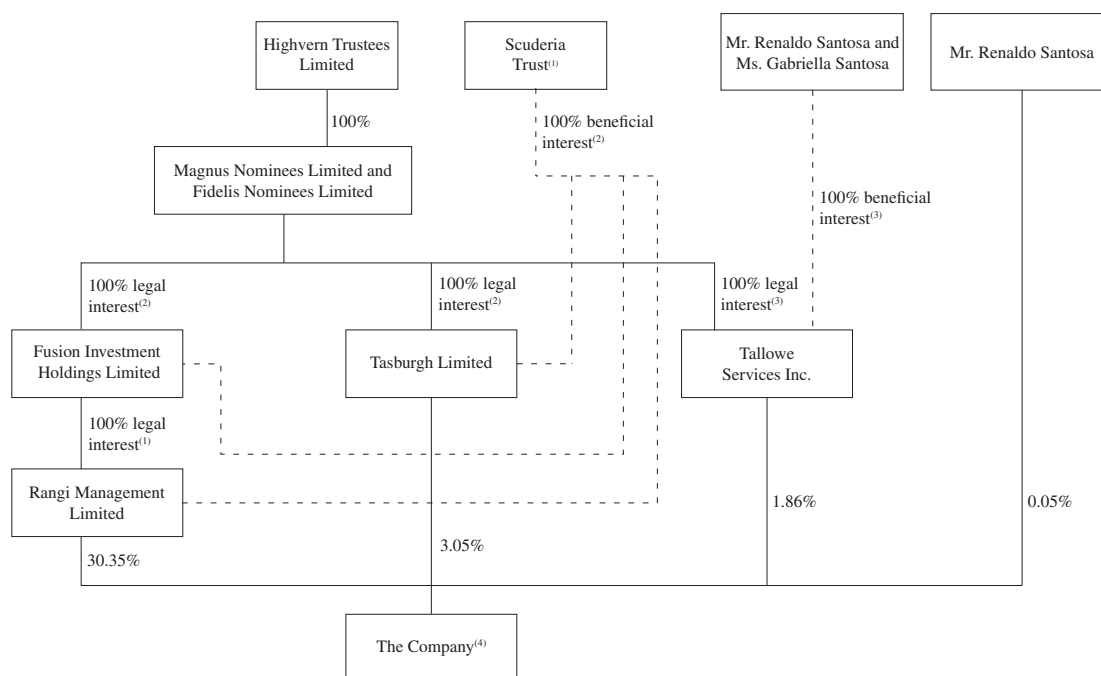 Highvern Trustees
Limited
Scuderia
Trust(1)
Mr. Renaldo Santosa and
Ms. Gabriella Santosa
Mr. Renaldo Santosa
100%
100% beneficial
interest(2)
Magnus Nominees Limited and
Fidelis Nominees Limited
100% beneficial
interest(3)
100% legal
interest(2)
100% legal
interest(2)
100% legal
interest(3)
Fusion Investment
Holdings Limited
Tasburgh Limited
Tallowe
Services Inc.
100% legal
interest(1)
Rangi Management
Limited
1.86%
0.05%
30.35%
3.05%
The Company(4)